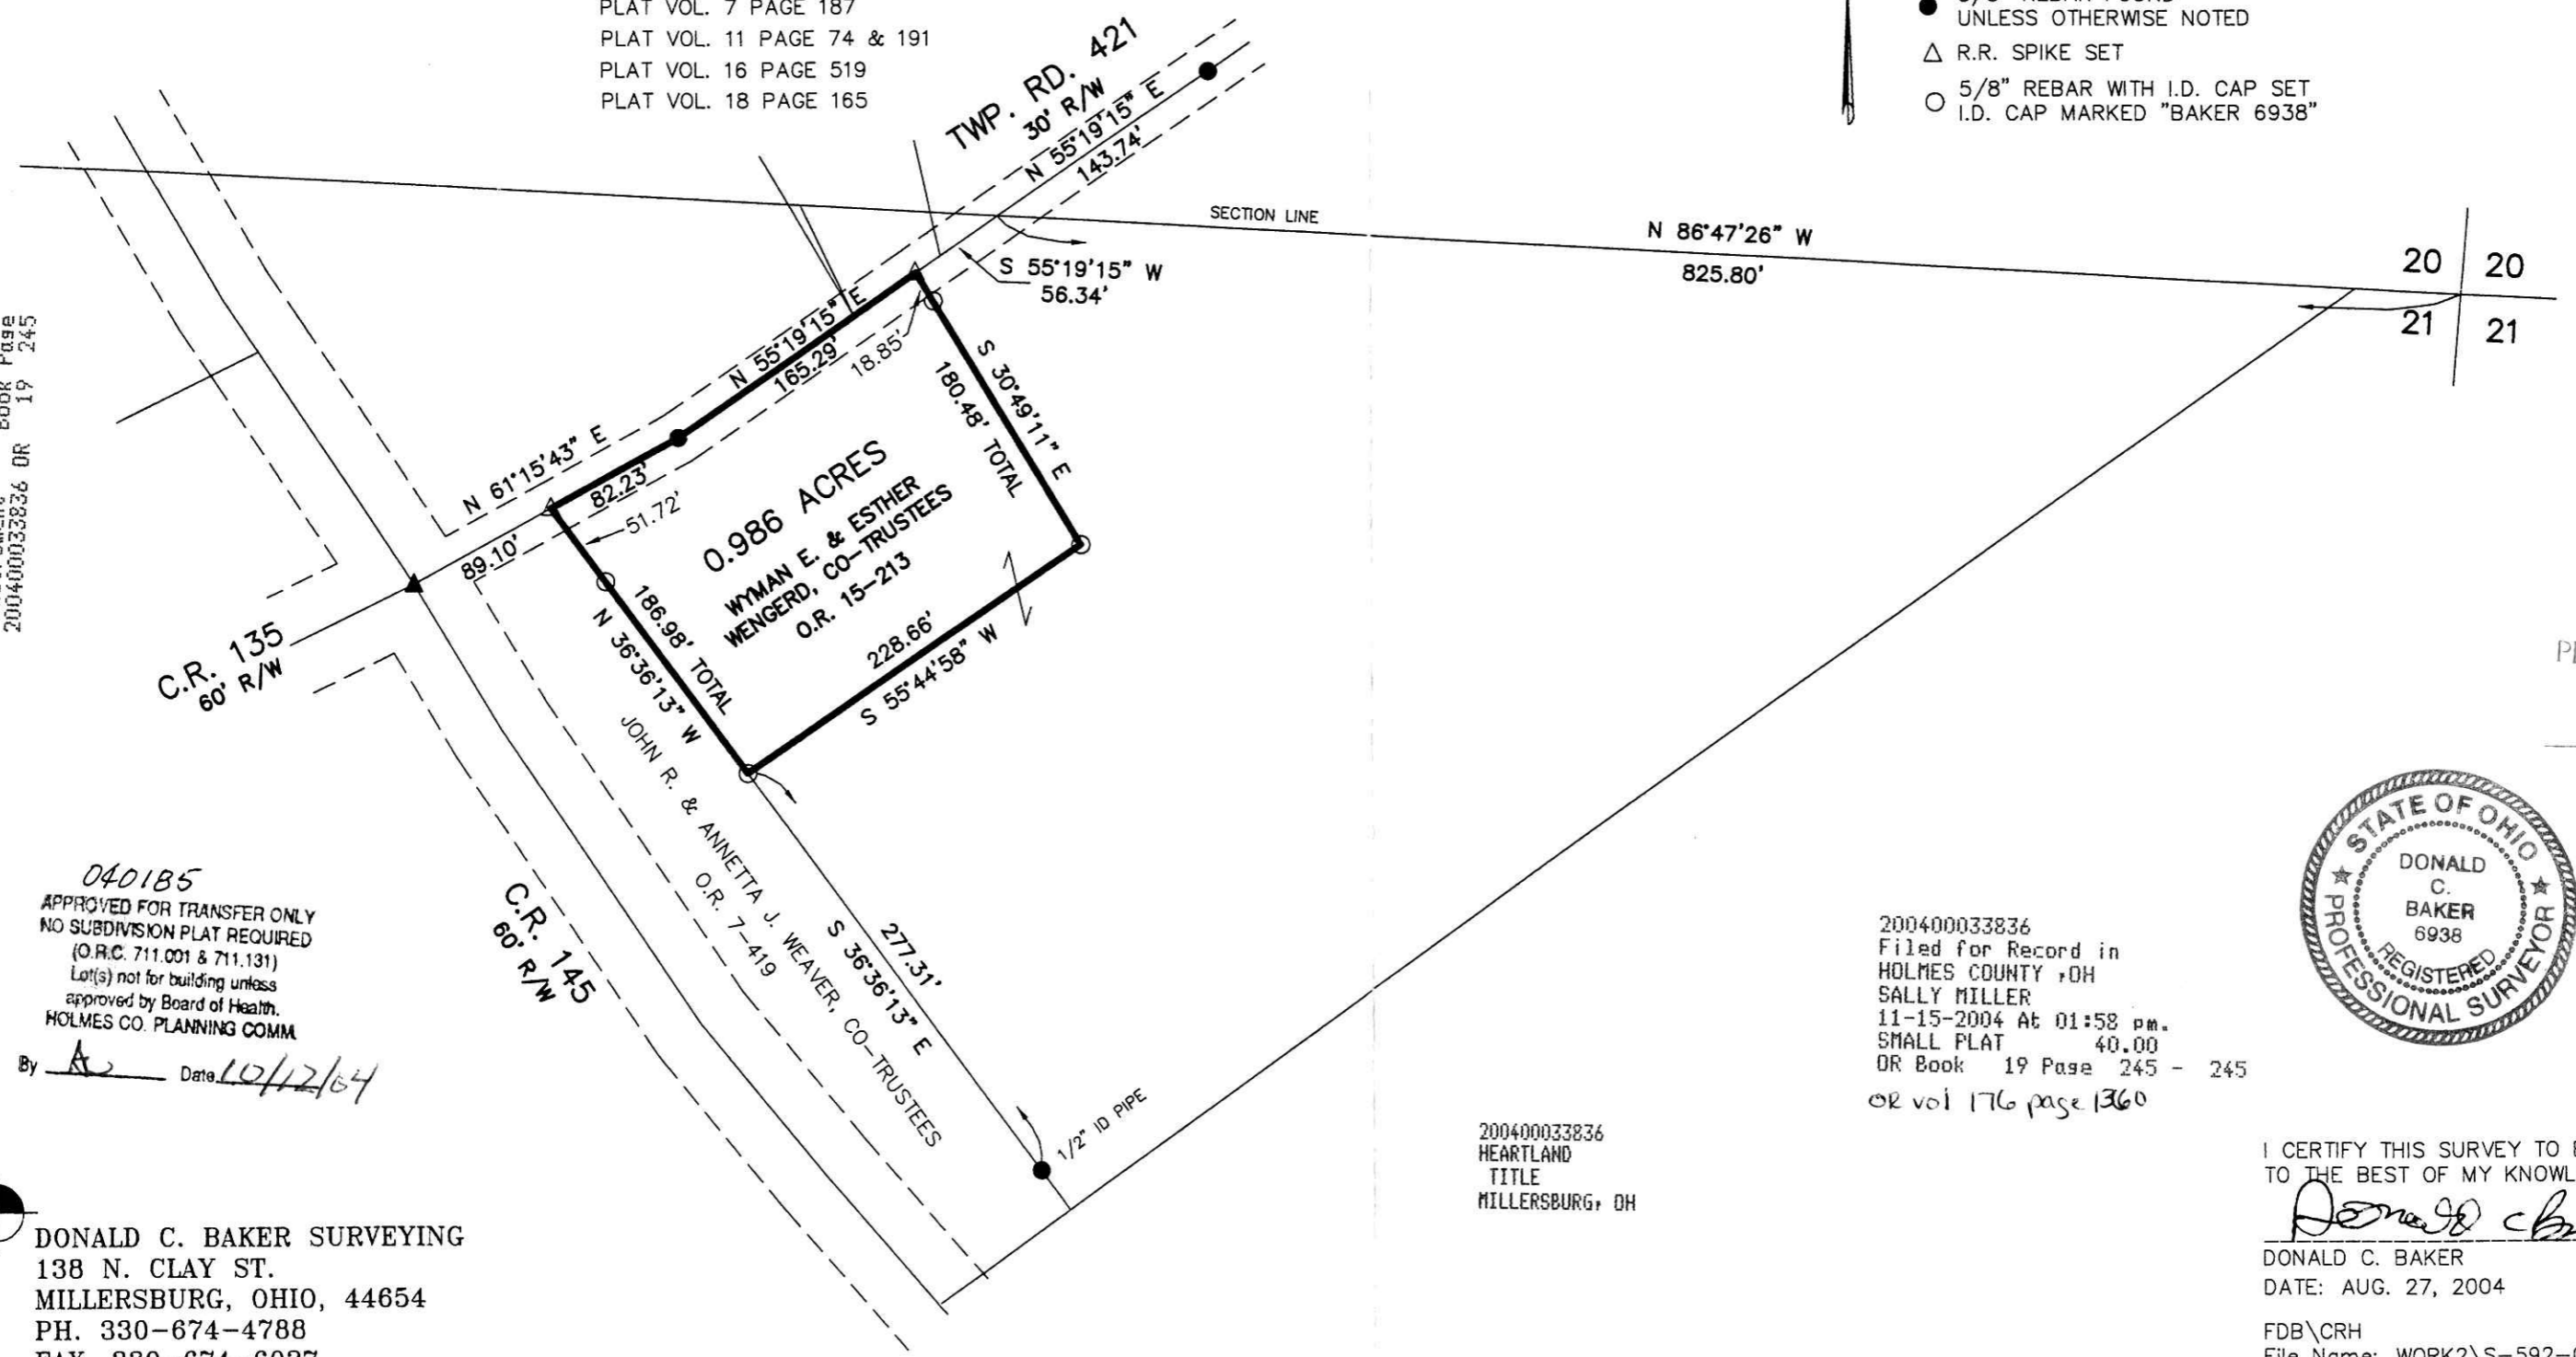 PLAT VOL. 7 PAGE 187
PLAT VOL. 11 PAGE 74 & 191
PLAT VOL. 16 PAGE 519
PLAT VOL. 18 PAGE 165
UNLESS OTHERWISE NOTED
△ R.R. SPIKE SET
5/8" REBAR WITH I.D. CAP SET
I.D. CAP MARKED "BAKER 6938"
TWP. RD. 421
30' R/W
N 55°19'15" E
143.74'
SECTION LINE
N 86°47'26" W
825.80'
20 20
21 21
S 55°19'15" W
56.34'
Book Page
200400033836 OR 19 245
N 55°19'15" E
165.29'
18.85'
S 30°49'11" E
180.48' TOTAL
N 61°15'43" E
82.23'
51.72'
89.10'
0.986 ACRES
WYMAN E. & ESTHER
WENGERD, CO-TRUSTEES
O.R. 15-213
186.98' TOTAL
N 36°36'13" W
228.66'
S 55°44'58" W
C.R. 135
60' R/W
JOHN R. & ANNETTA J. WEAVER, CO-TRUSTEES
O.R. 7-419
277.31'
S 36°36'13" E
C.R. 145
60' R/W
1/2" ID PIPE
040185
APPROVED FOR TRANSFER ONLY
NO SUBDIVISION PLAT REQUIRED
(O.R.C. 711.001 & 711.131)
Lot(s) not for building unless
approved by Board of Health.
HOLMES CO. PLANNING COMM.
By Date 10/12/04
STATE OF OHIO
DONALD
C.
BAKER
6938
REGISTERED
PROFESSIONAL SURVEYOR
200400033836
Filed for Record in
HOLMES COUNTY ,OH
SALLY MILLER
11-15-2004 At 01:58 pm.
SMALL PLAT 40.00
OR Book 19 Page 245 - 245
OR vol 176 page 1360
200400033836
HEARTLAND
TITLE
MILLERSBURG, OH
I CERTIFY THIS SURVEY TO
TO THE BEST OF MY KNOWL
DONALD C. BAKER
DATE: AUG. 27, 2004
FDB\CRH
File Name: WORK2\S-592-
DONALD C. BAKER SURVEYING
138 N. CLAY ST.
MILLERSBURG, OHIO, 44654
PH. 330-674-4788